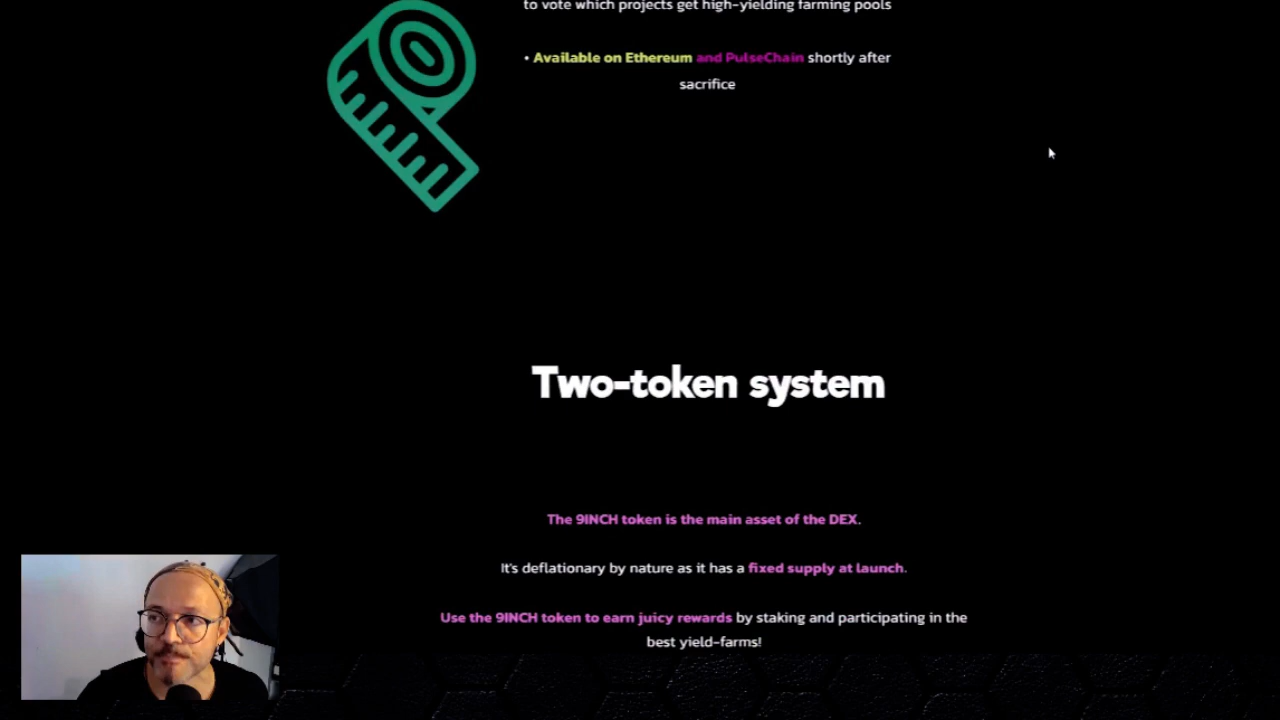 to vote which projects get high-yielding farming pools
• Available on Ethereum and PulseChain shortly after
sacrifice
Two-token system
The 9INCH token is the main asset of the DEX.
It's deflationary by nature as it has a fixed supply at launch.
Use the 9INCH token to earn juicy rewards by staking and participating in the
best yield-farms!